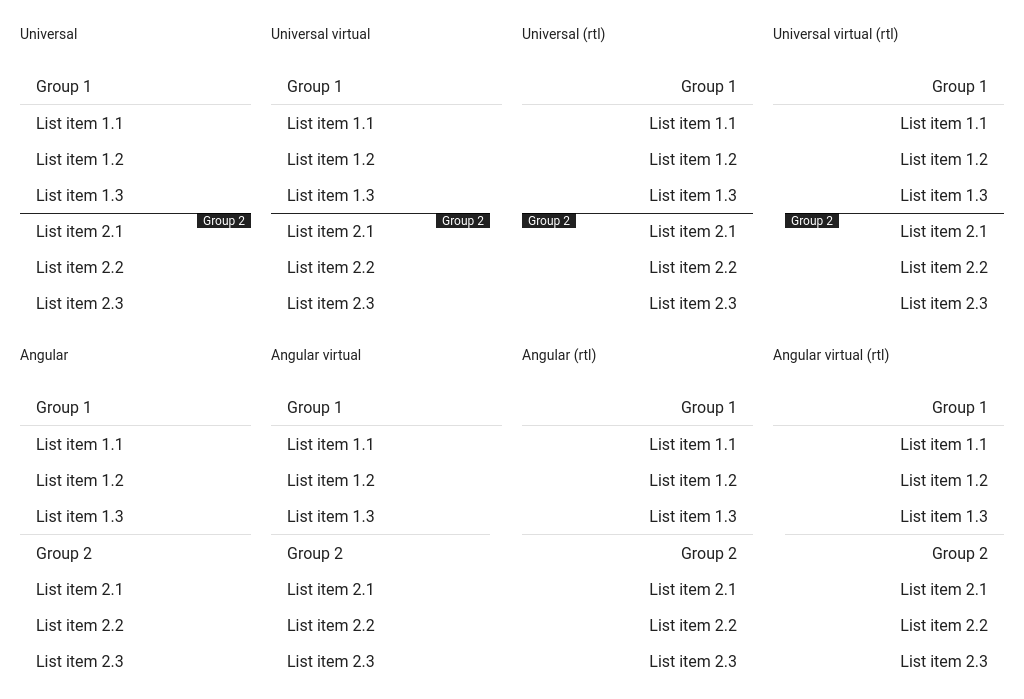 Universal
Group 1
List item 1.1
List item 1.2
List item 1.3
Group 2
List item 2.1
List item 2.2
List item 2.3
Universal virtual
Group 1
List item 1.1
List item 1.2
List item 1.3
Group 2
List item 2.1
List item 2.2
List item 2.3
Universal (rtl)
Group 1
List item 1.1
List item 1.2
List item 1.3
Group 2
List item 2.1
List item 2.2
List item 2.3
Universal virtual (rtl)
Group 1
List item 1.1
List item 1.2
List item 1.3
Group 2
List item 2.1
List item 2.2
List item 2.3
Angular
Group 1
List item 1.1
List item 1.2
List item 1.3
Group 2
List item 2.1
List item 2.2
List item 2.3
Angular virtual
Group 1
List item 1.1
List item 1.2
List item 1.3
Group 2
List item 2.1
List item 2.2
List item 2.3
Angular (rtl)
Group 1
List item 1.1
List item 1.2
List item 1.3
Group 2
List item 2.1
List item 2.2
List item 2.3
Angular virtual (rtl)
Group 1
List item 1.1
List item 1.2
List item 1.3
Group 2
List item 2.1
List item 2.2
List item 2.3